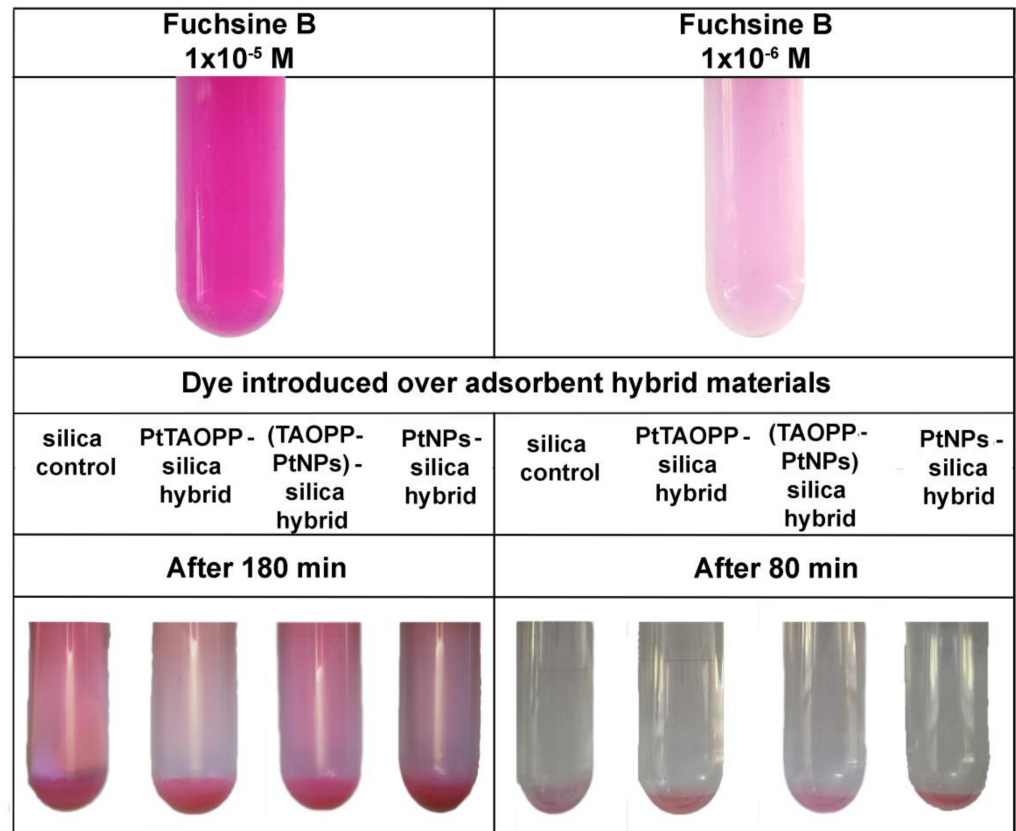 Fuchsine B
1x10⁻⁵ M
Fuchsine B
1x10⁻⁶ M
Dye introduced over adsorbent hybrid materials
silica
control
PtTAOPP-
silica
hybrid
(TAOPP-
PtNPs)-
silica
hybrid
PtNPs-
silica
hybrid
silica
control
PtTAOPP-
silica
hybrid
(TAOPP-
PtNPs)
silica
hybrid
PtNPs-
silica
hybrid
After 180 min
After 80 min